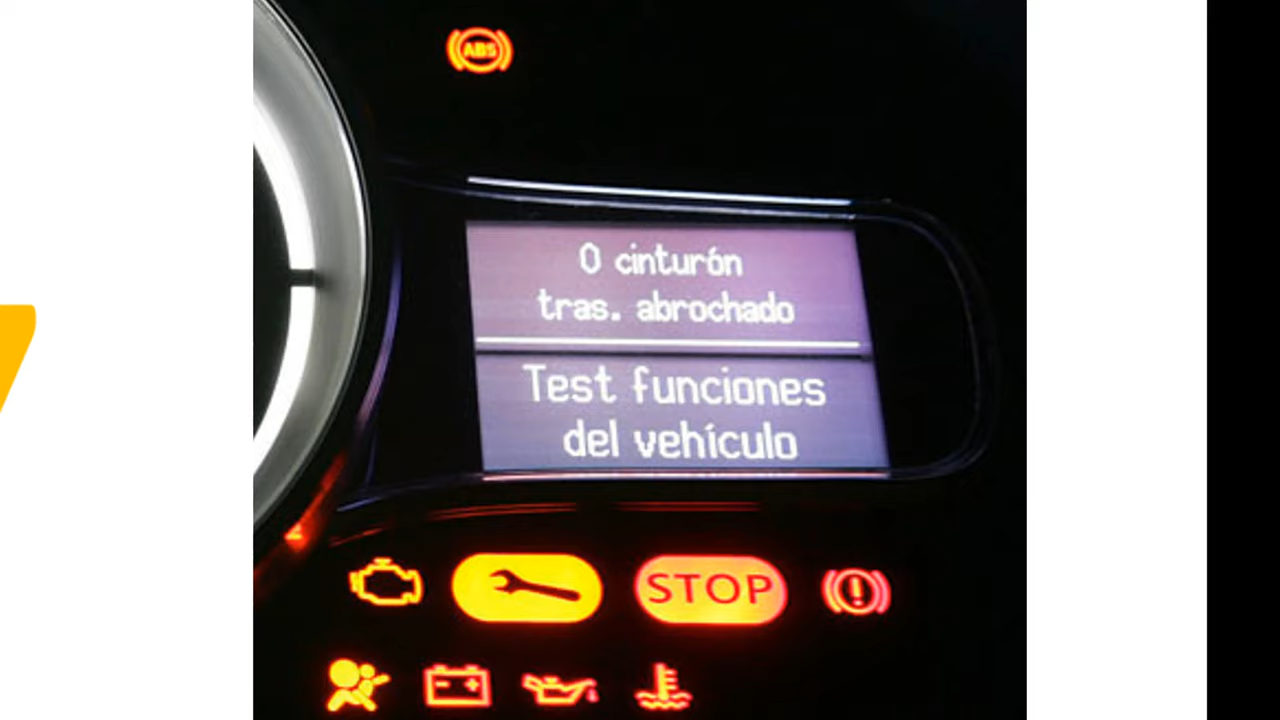 ABS
0 cinturón
tras. abrochado
Test funciones
del vehículo
STOP